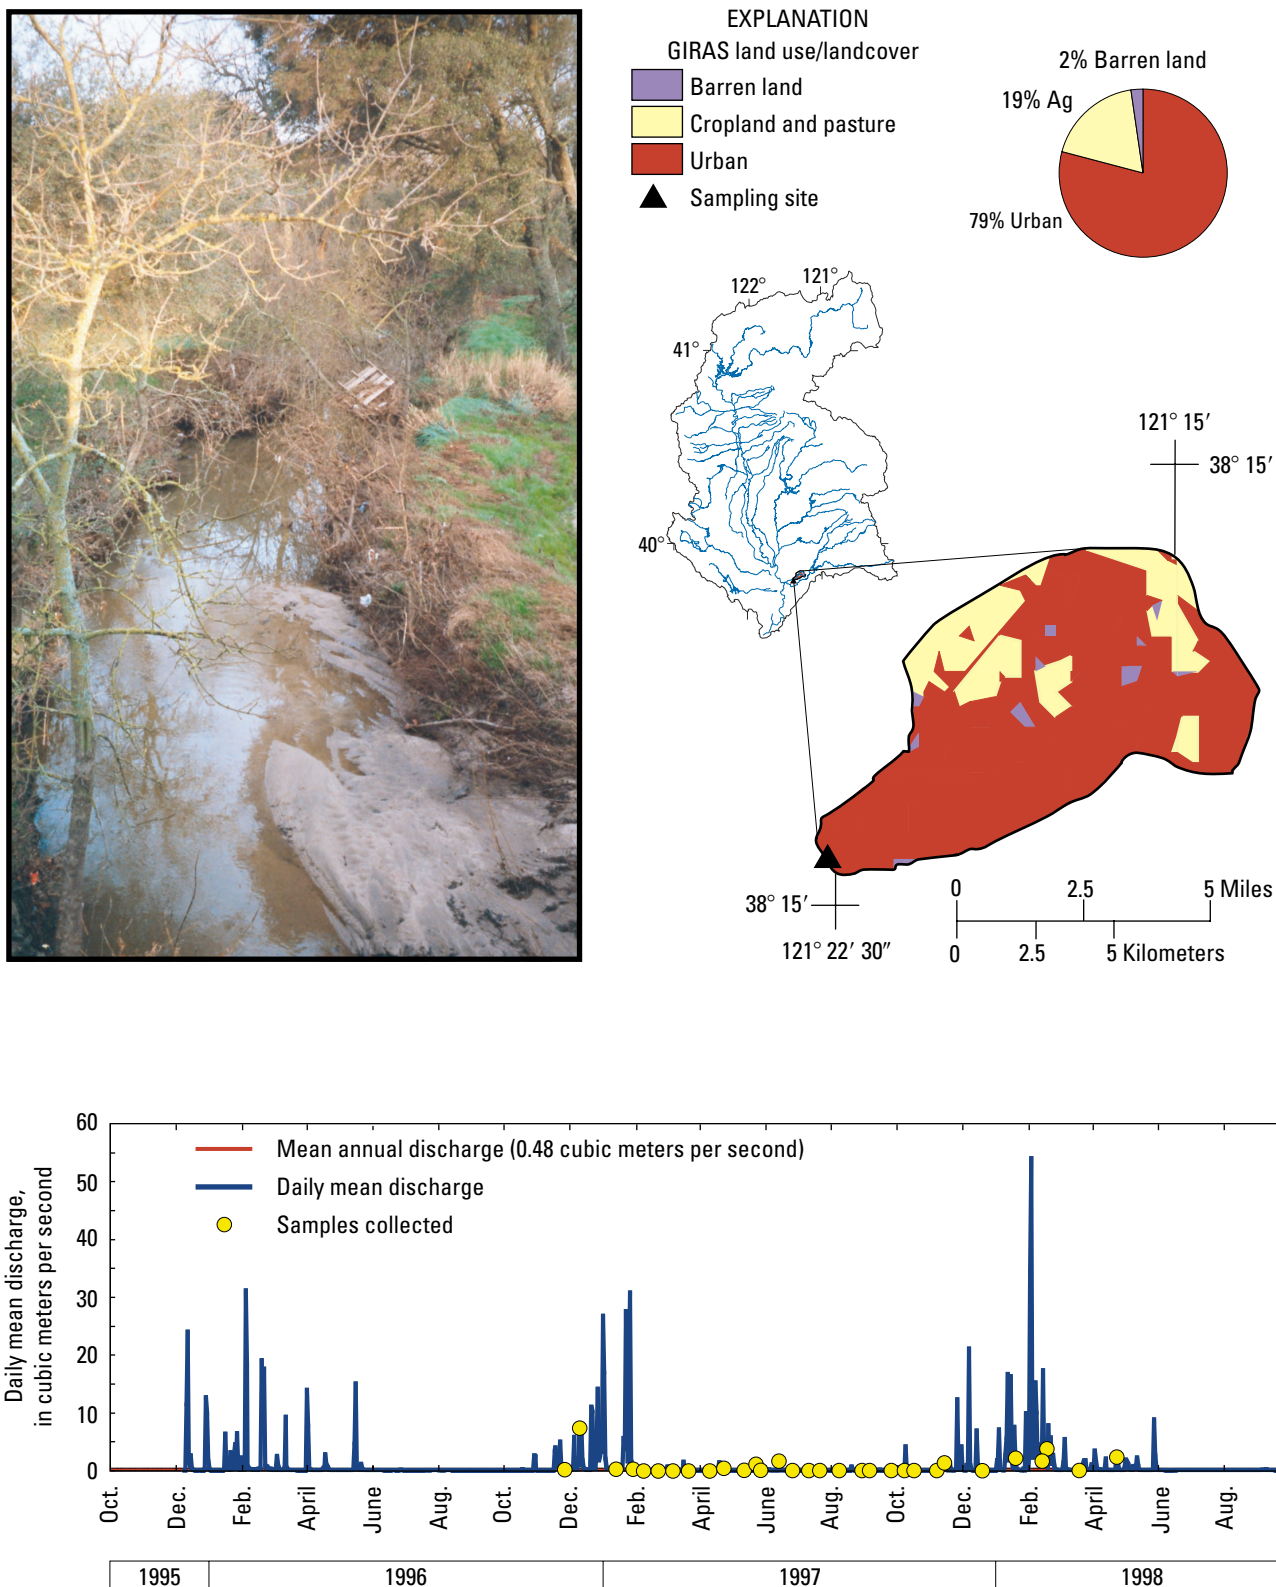 EXPLANATION
GIRAS land use/landcover
Barren land
Cropland and pasture
Urban
Sampling site
2% Barren land
19% Ag
79% Urban
122°
121°
41°
40°
121° 15′
38° 15′
38° 15′
121° 22′ 30″
0
2.5
5 Miles
0
2.5
5 Kilometers
Daily mean discharge,
in cubic meters per second
60
50
40
30
20
10
0
Mean annual discharge (0.48 cubic meters per second)
Daily mean discharge
Samples collected
Oct.
Dec.
Feb.
April
June
Aug.
Oct.
Dec.
Feb.
April
June
Aug.
Oct.
Dec.
Feb.
April
June
Aug.
1995
1996
1997
1998